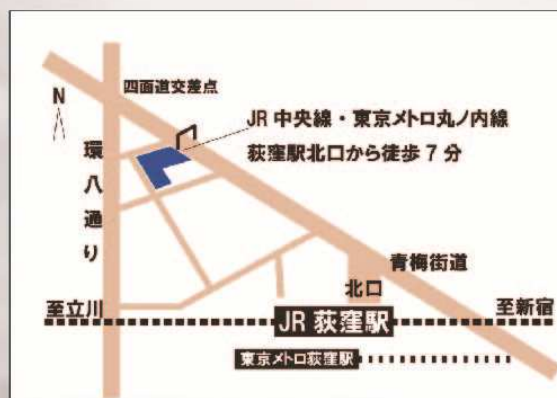 四面道交差点
N
JR 中央線・東京メトロ丸ノ内線
荻窪駅北口から徒歩 7 分
環八通り
青梅街道
北口
至立川
JR 荻窪駅
至新宿
東京メトロ荻窪駅